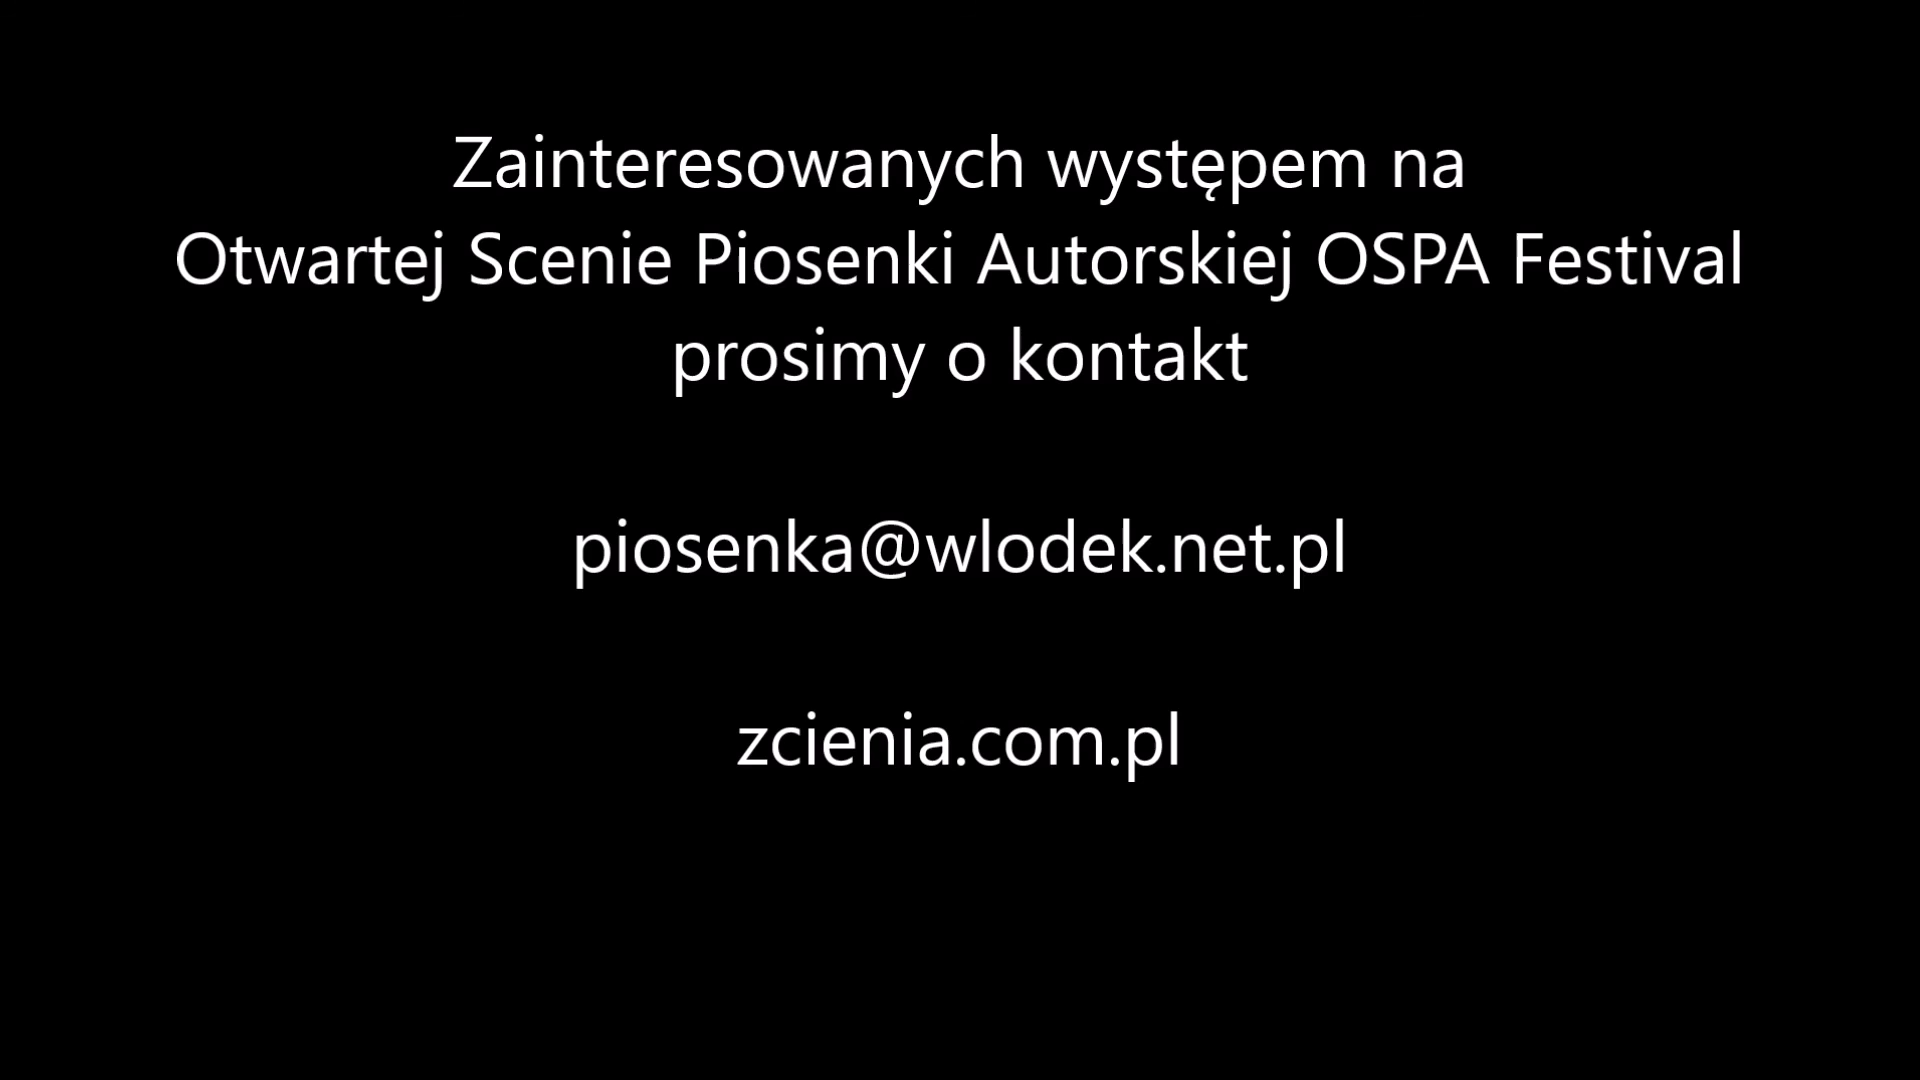 Zainteresowanych występem na
Otwartej Scenie Piosenki Autorskiej OSPA Festival
prosimy o kontakt
piosenka@wlodek.net.pl
zcienia.com.pl